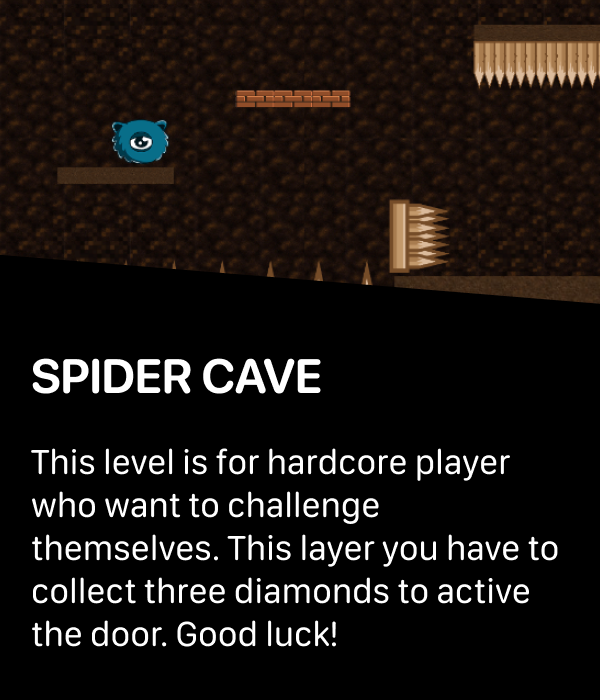 SPIDER CAVE
This level is for hardcore player
who want to challenge
themselves. This layer you have to
collect three diamonds to active
the door. Good luck!